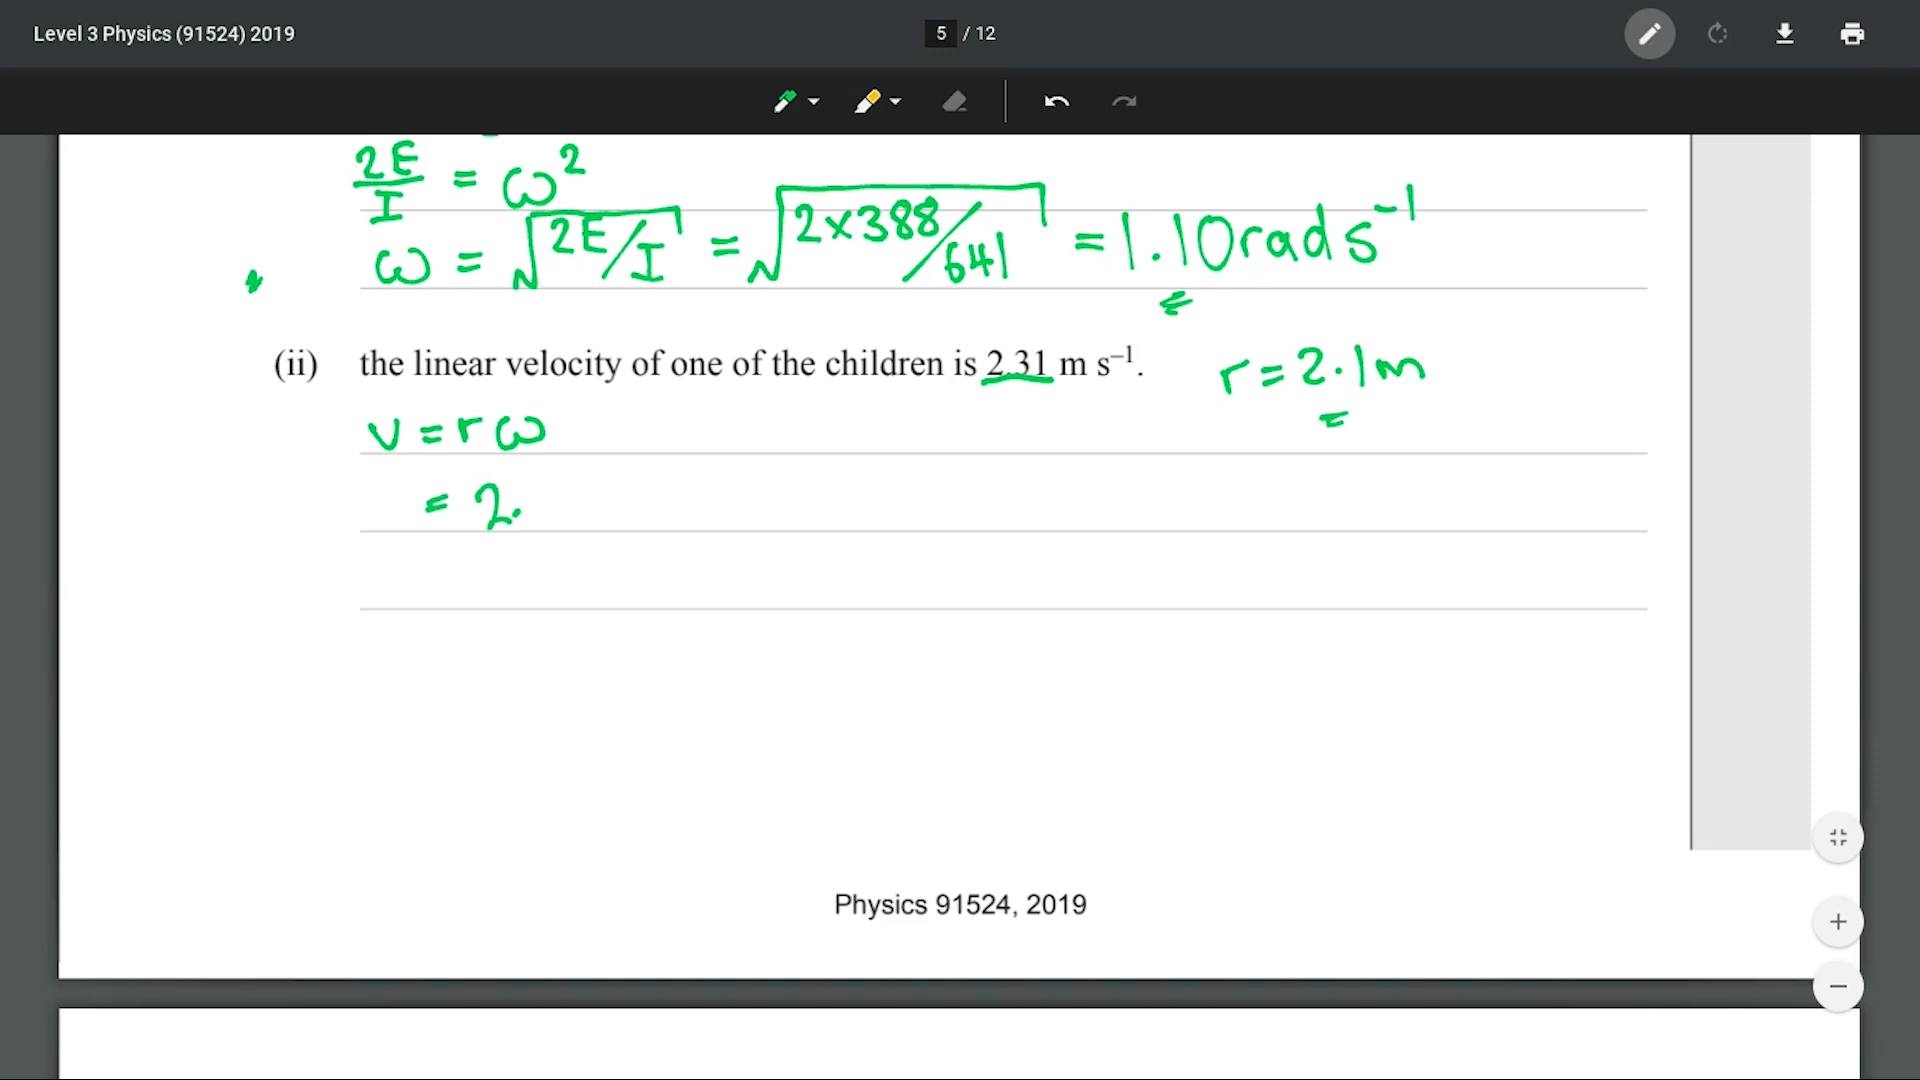 Level 3 Physics (91524) 2019
5 / 12
2E/I = ω²
ω = √2E/I = √2×388/641 = 1.10 rad s⁻¹
(ii) the linear velocity of one of the children is 2.31 m s⁻¹. r = 2.1m
v = rω
= 2.
Physics 91524, 2019